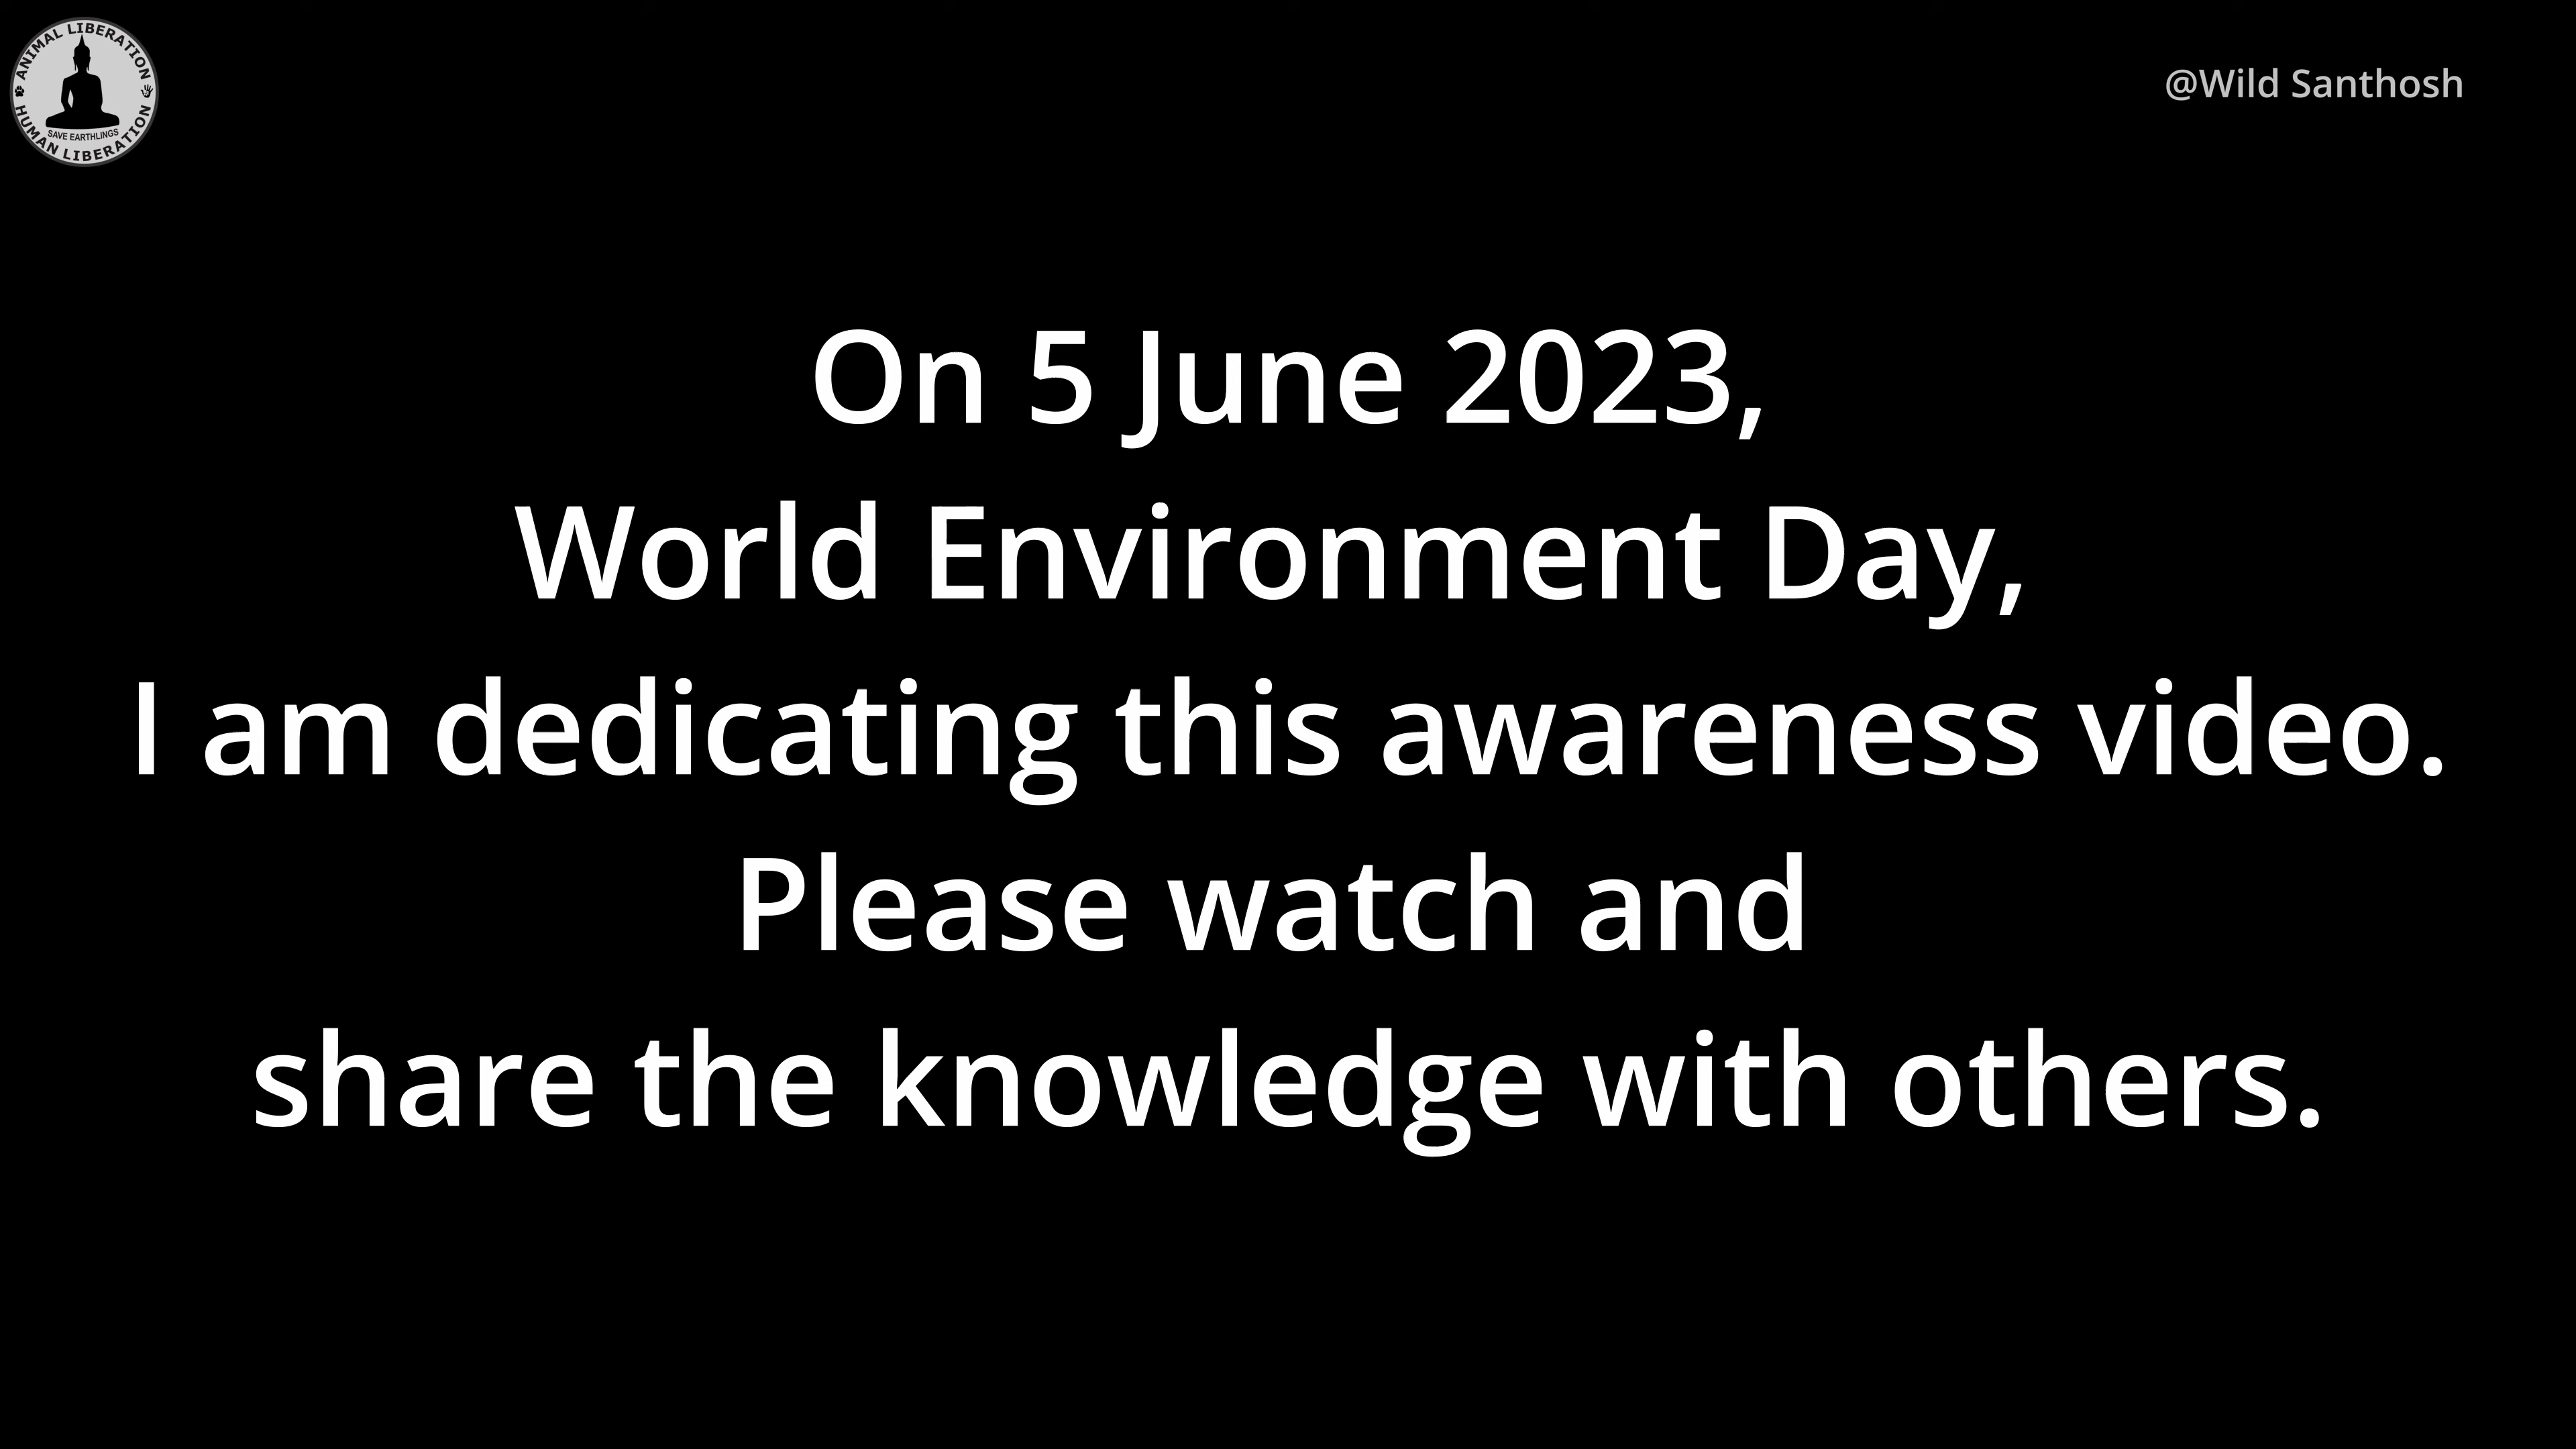 ANIMAL LIBERATION
SAVE EARTHLINGS
HUMAN LIBERATION
@Wild Santhosh
On 5 June 2023,
World Environment Day,
I am dedicating this awareness video.
Please watch and
share the knowledge with others.